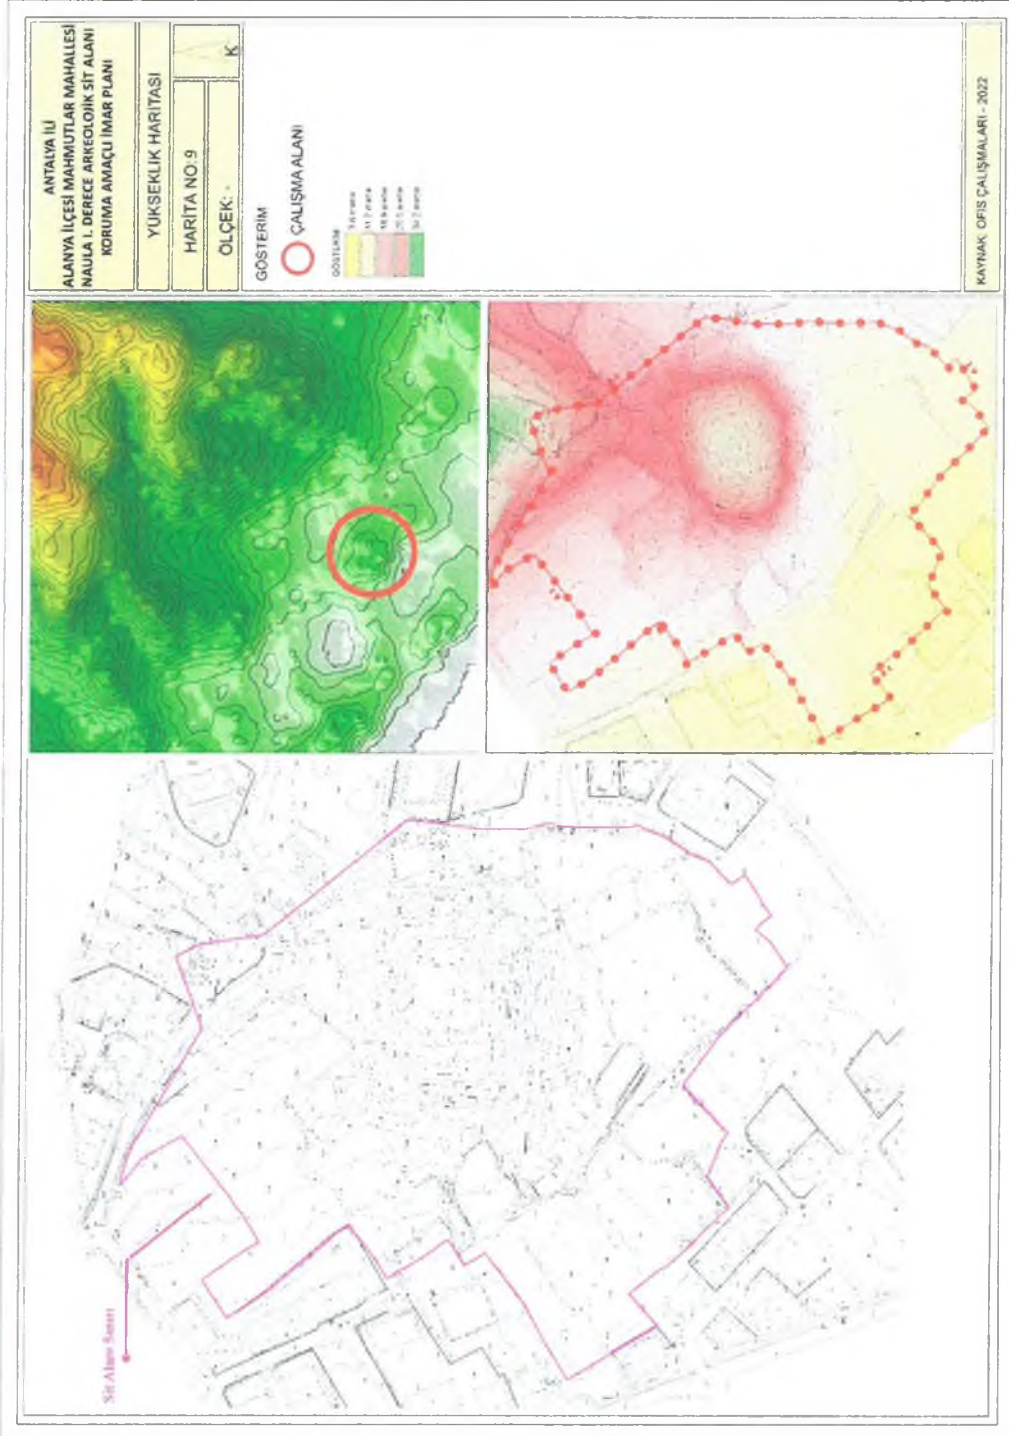 ANTALYA İLİ
ALANYA İLÇESİ MAHMUTLAR MAHALLESİ
NAULA I. DERECE ARKEOLOJİK SİT ALANI
KORUMA AMAÇLI İMAR PLANI
YÜKSEKLİK HARİTASI
HARİTA NO:9
K
ÖLÇEK: -
GÖSTERİM
ÇALIŞMA ALANI
GÖSTERİM
KAYNAK: OFİS ÇALIŞMALARI - 2022
Sit Alanı Sınırı